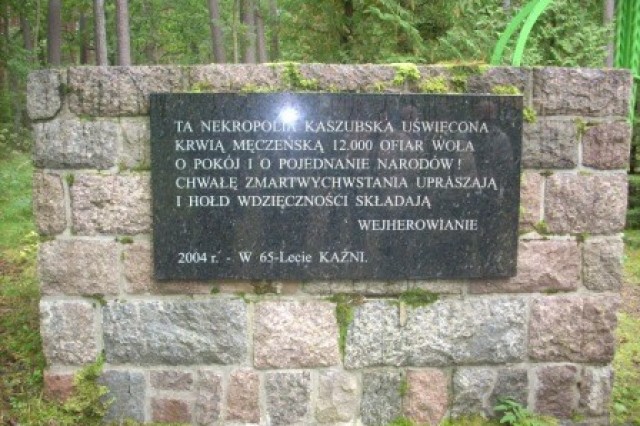 TA NEKROPOLIA KASZUBSKA UŚWIĘCONA
KRWIĄ MĘCZEŃSKĄ 12.000 OFIAR WOŁA
O POKÓJ I O POJEDNANIE NARODÓW!
CHWAŁĘ ZMARTWYCHWSTANIA UPRASZAJĄ
I HOŁD WDZIĘCZNOŚCI SKŁADAJĄ
WEJHEROWIANIE
2004 r. - W 65-Lecie KAŹNI.